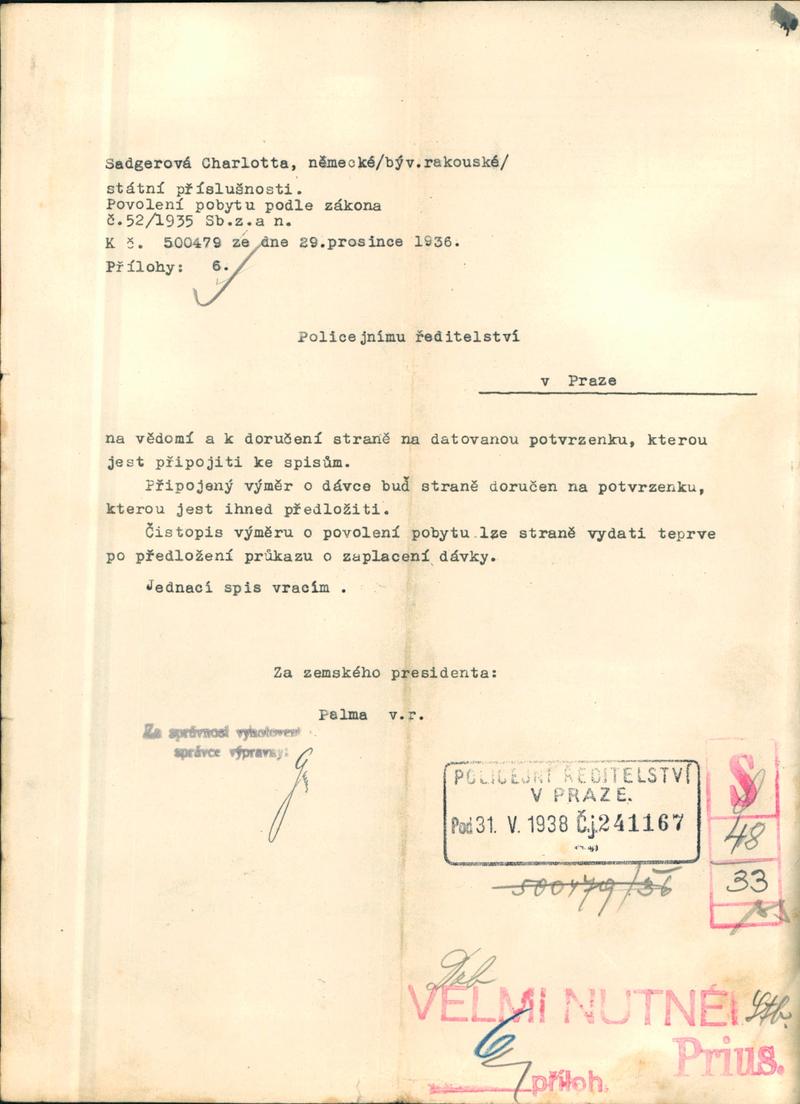 Sadgerová Charlotta, německé/býv.rakouské/
státní příslušnosti.
Povolení pobytu podle zákona
č.52/1935 Sb.z.a n.
K č. 500479 ze dne 29.prosince 1936.
Přílohy: 6.
Policejnímu ředitelství
v Praze
na vědomí a k doručení straně na datovanou potvrzenku, kterou
jest připojiti ke spisům.
Připojený výměr o dávce buď straně doručen na potvrzenku,
kterou jest ihned předložiti.
Čistopis výměru o povolení pobytu lze straně vydati teprve
po předložení průkazu o zaplacení dávky.
Jednací spis vracím .
Za zemského presidenta:
Palma v.r.
Za správnost vyhotovení
správce výpravny:
POLICEJNÍ ŘEDITELSTVÍ
V PRAZE.
Pod 31. V. 1938 Č.j. 241167
S
48
33
500479/36
VELMI NUTNÉ!
6
Prius.
příloh.